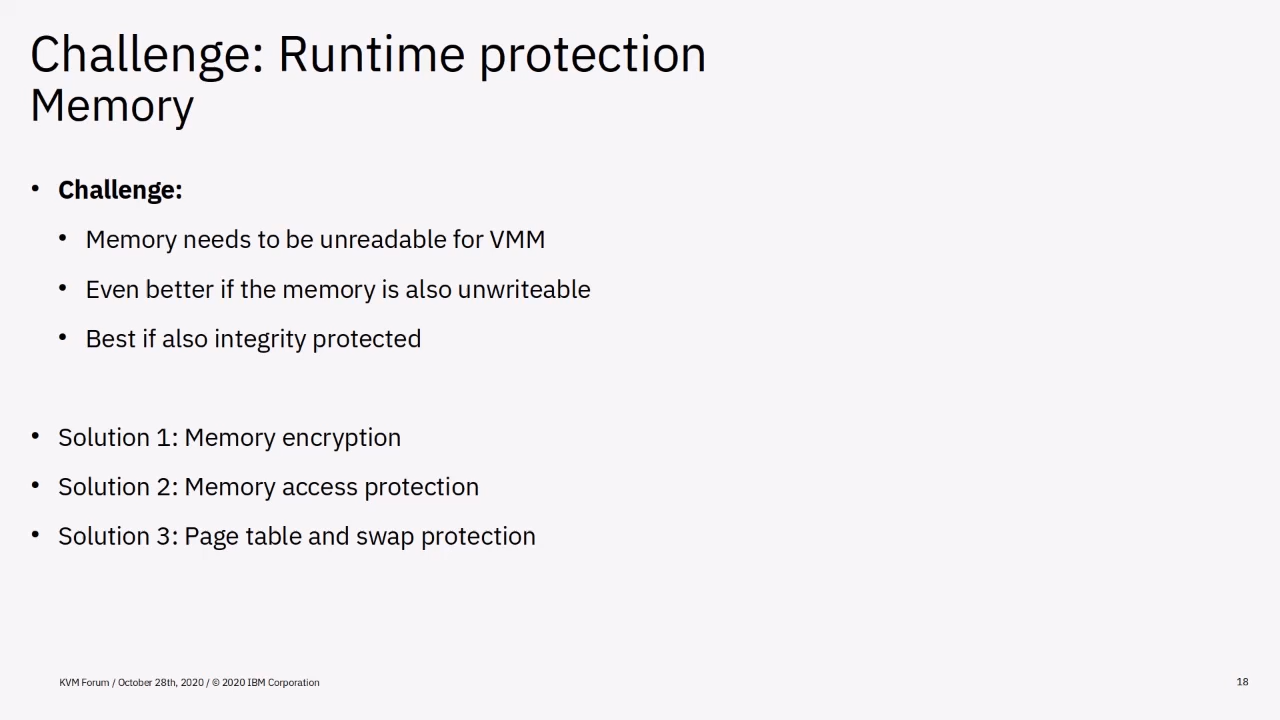 Challenge: Runtime protection
Memory
• Challenge:
• Memory needs to be unreadable for VMM
• Even better if the memory is also unwriteable
• Best if also integrity protected
• Solution 1: Memory encryption
• Solution 2: Memory access protection
• Solution 3: Page table and swap protection
KVM Forum / October 28th, 2020 / © 2020 IBM Corporation
18